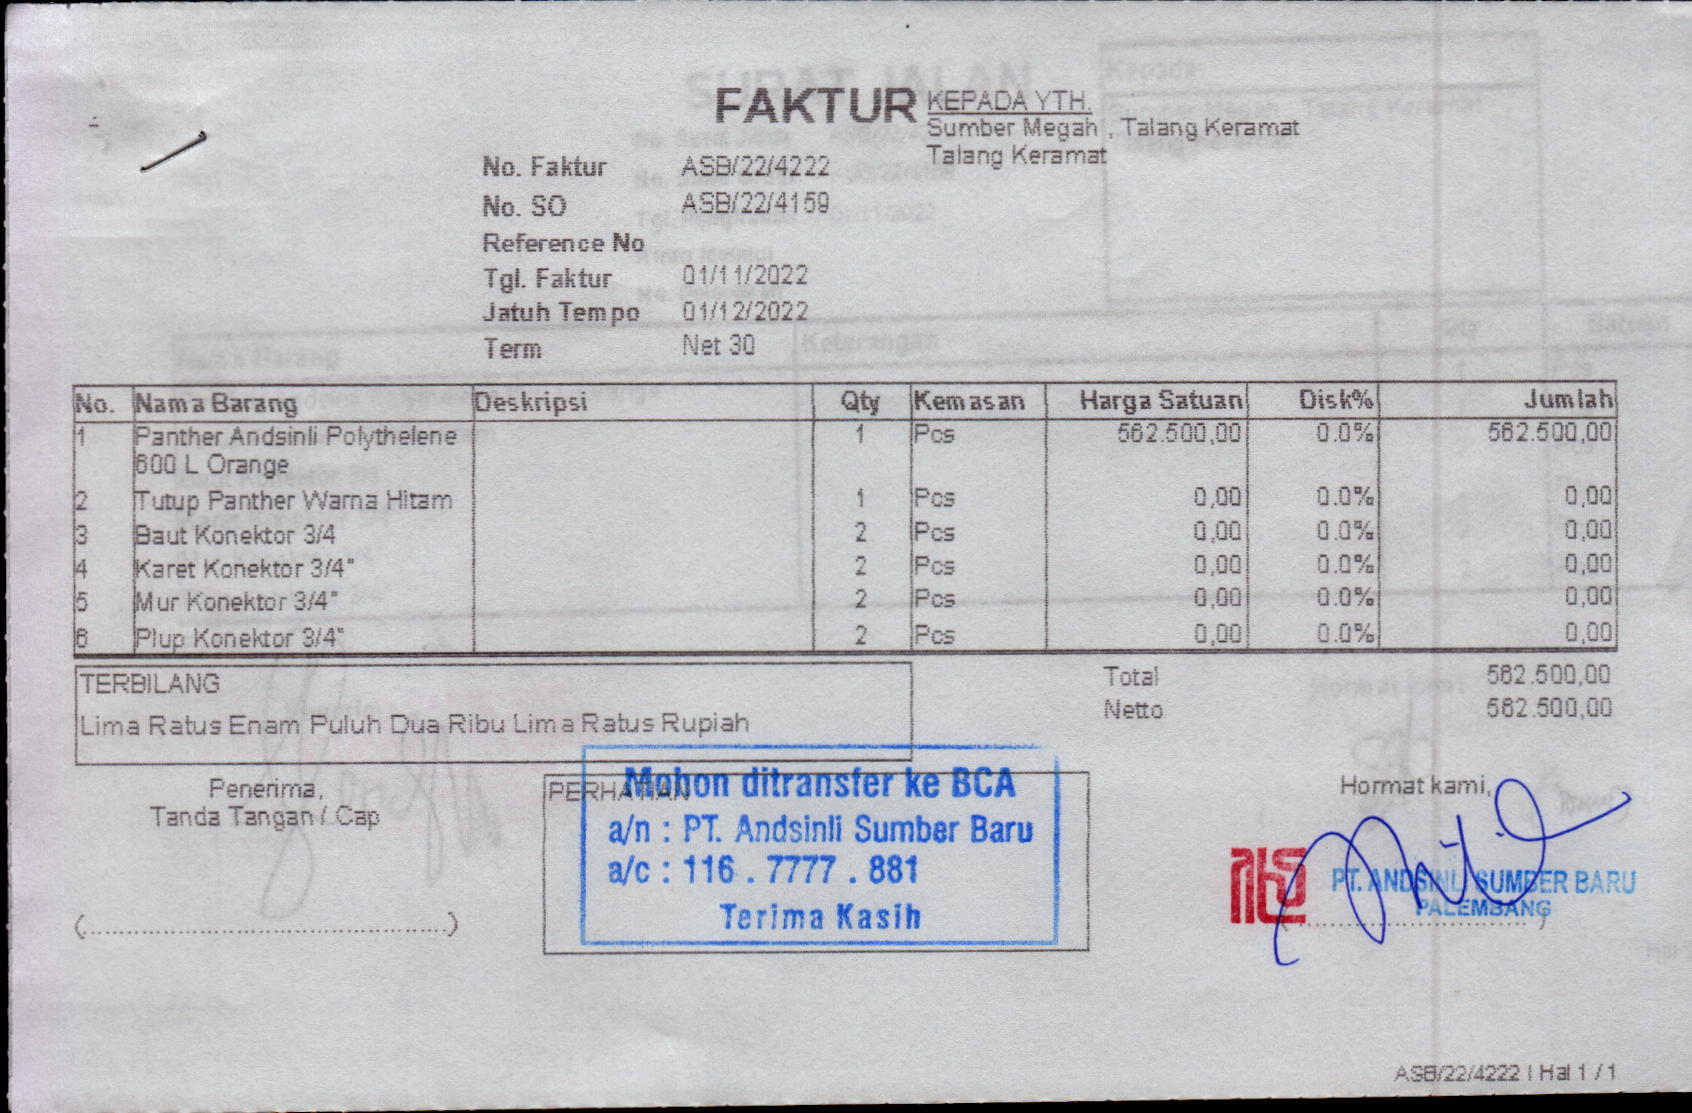 FAKTUR
KEPADA YTH.
Sumber Megah , Talang Keramat
Talang Keramat
No. Faktur ASB/22/4222
No. SO ASB/22/4159
Reference No
Tgl. Faktur 01/11/2022
Jatuh Tempo 01/12/2022
Term Net 30
No. Nama Barang Deskripsi Qty Kemasan Harga Satuan Disk% Jumlah
1 Panther Andsinli Polythelene 1 Pcs 562.500,00 0.0% 562.500,00
600 L Orange
2 Tutup Panther Warna Hitam 1 Pcs 0,00 0.0% 0,00
3 Baut Konektor 3/4 2 Pcs 0,00 0.0% 0,00
4 Karet Konektor 3/4" 2 Pcs 0,00 0.0% 0,00
5 Mur Konektor 3/4" 2 Pcs 0,00 0.0% 0,00
6 Plup Konektor 3/4" 2 Pcs 0,00 0.0% 0,00
TERBILANG
Lima Ratus Enam Puluh Dua Ribu Lima Ratus Rupiah
Total 562.500,00
Netto 562.500,00
Penerima,
Tanda Tangan / Cap
(..................................................)
PERHATIAN
Mohon ditransfer ke BCA
a/n : PT. Andsinli Sumber Baru
a/c : 116 . 7777 . 881
Terima Kasih
Hormat kami,
PT. ANDSINLI SUMBER BARU
PALEMBANG
ASB/22/4222 | Hal 1 / 1